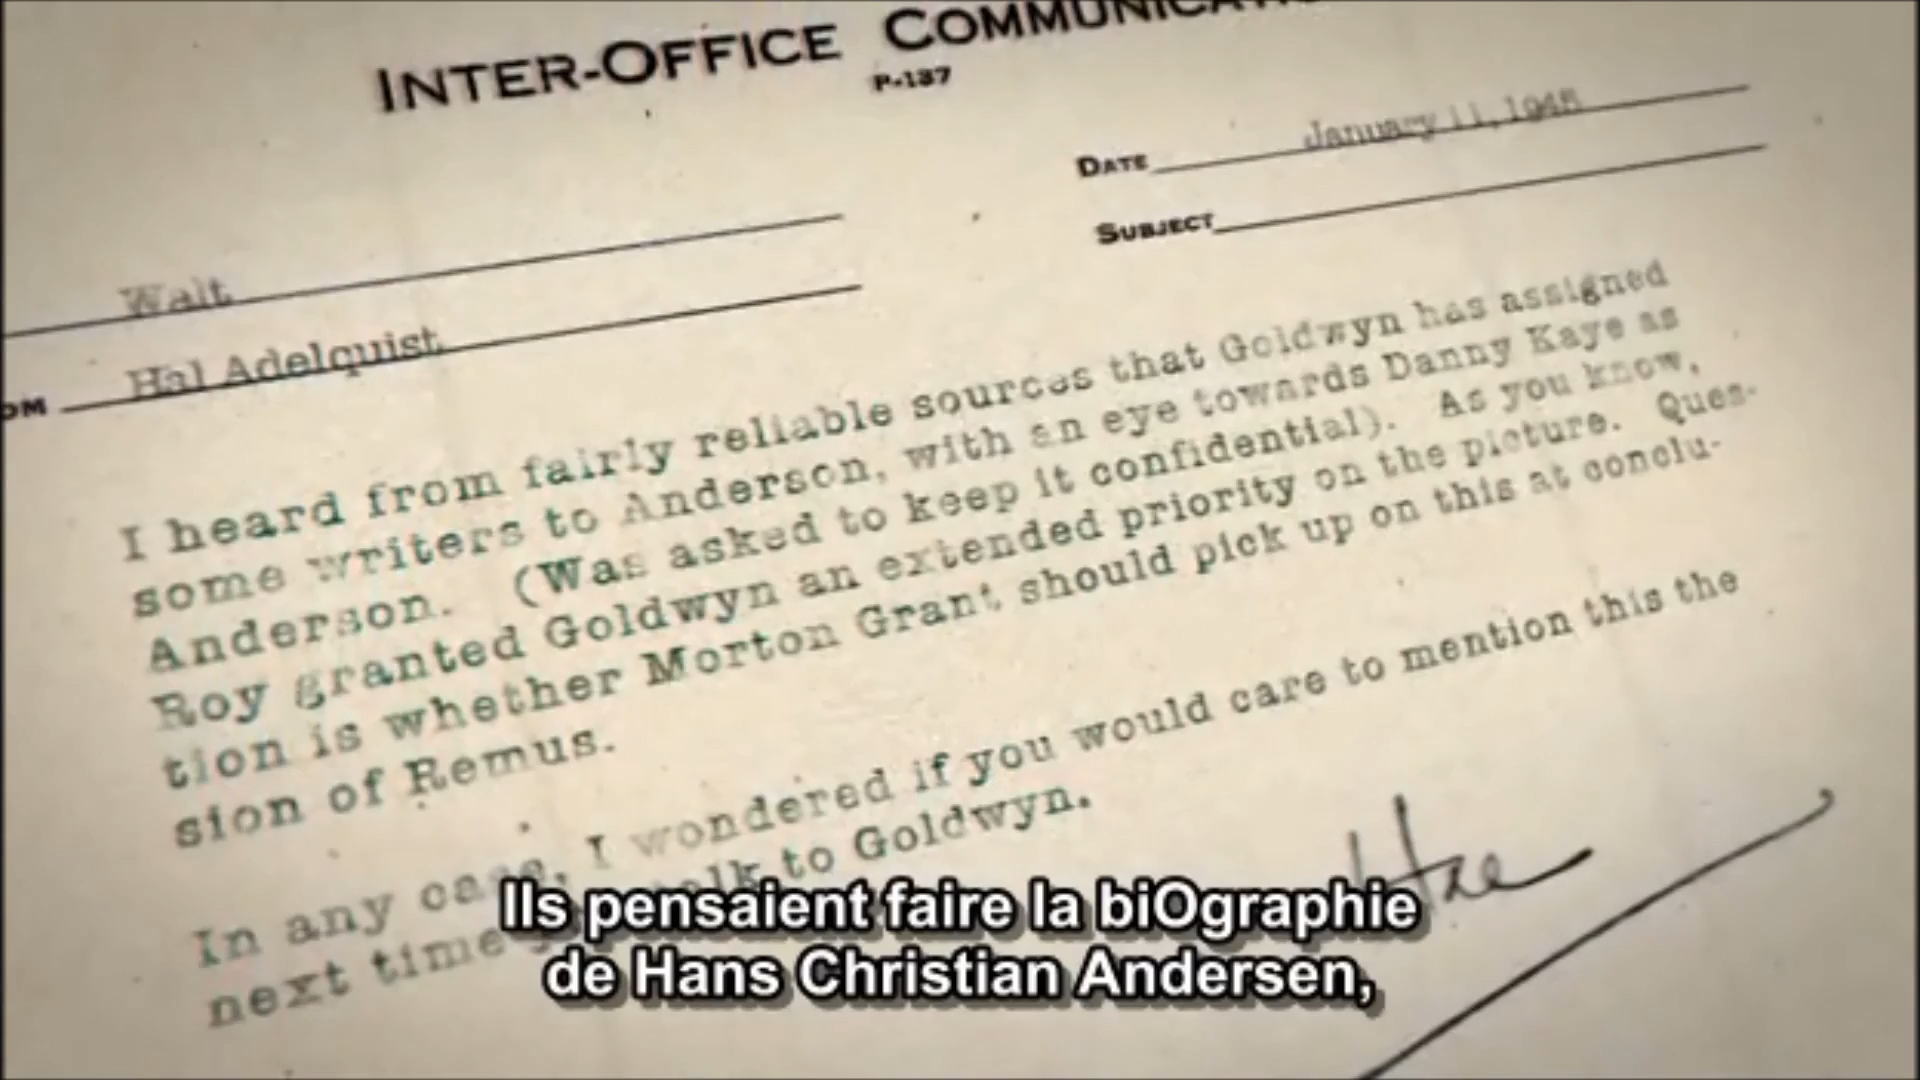 INTER-OFFICE
P-137
DATE January 11, 1945
SUBJECT
Walt
Hal Adelquist
I heard from fairly reliable sources that Goldwyn has assigned
some writers to Anderson, with an eye towards Danny Kaye as
Anderson. (Was asked to keep it confidential). As you know,
Roy granted Goldwyn an extended priority on the picture. Ques-
tion is whether Morton Grant should pick up on this at conclu-
sion of Remus.
In any case, I wondered if you would care to mention this the
next time to Goldwyn.
Hal
Ils pensaient faire la biOgraphie
de Hans Christian Andersen,